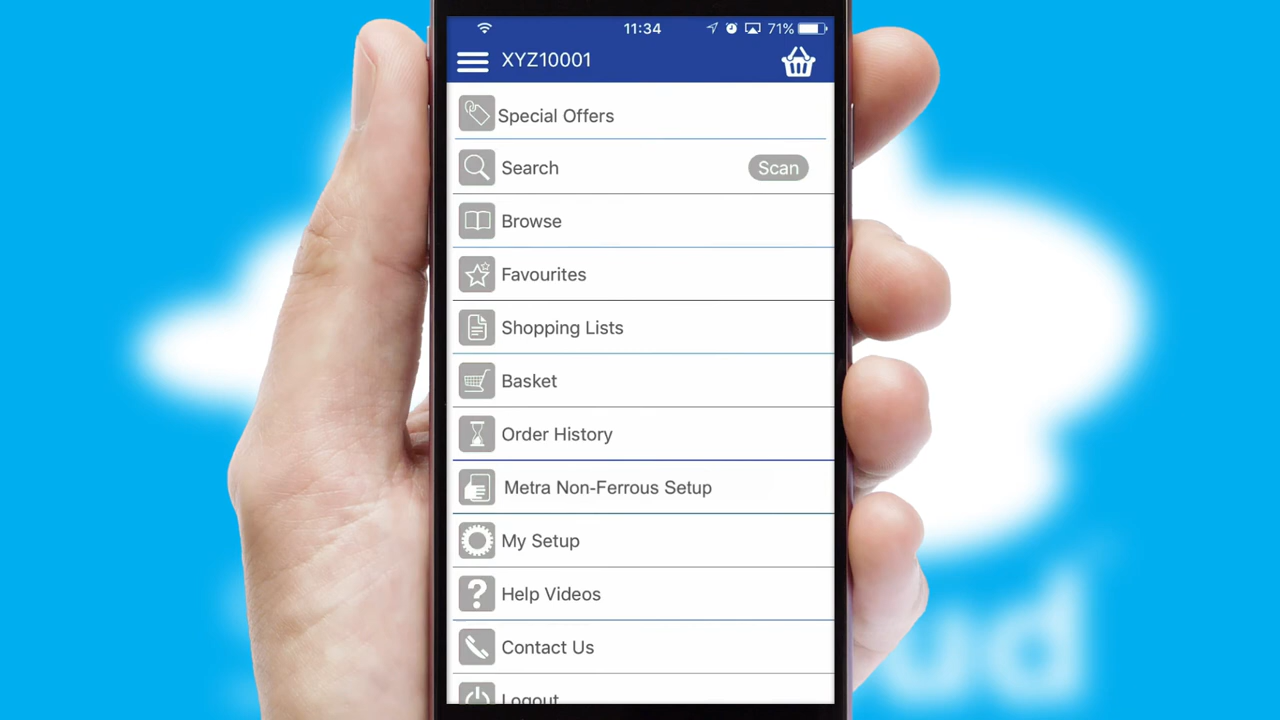 11:34
71%
XYZ10001
Special Offers
Search
Scan
Browse
Favourites
Shopping Lists
Basket
Order History
Metra Non-Ferrous Setup
My Setup
Help Videos
Contact Us
Logout
ud